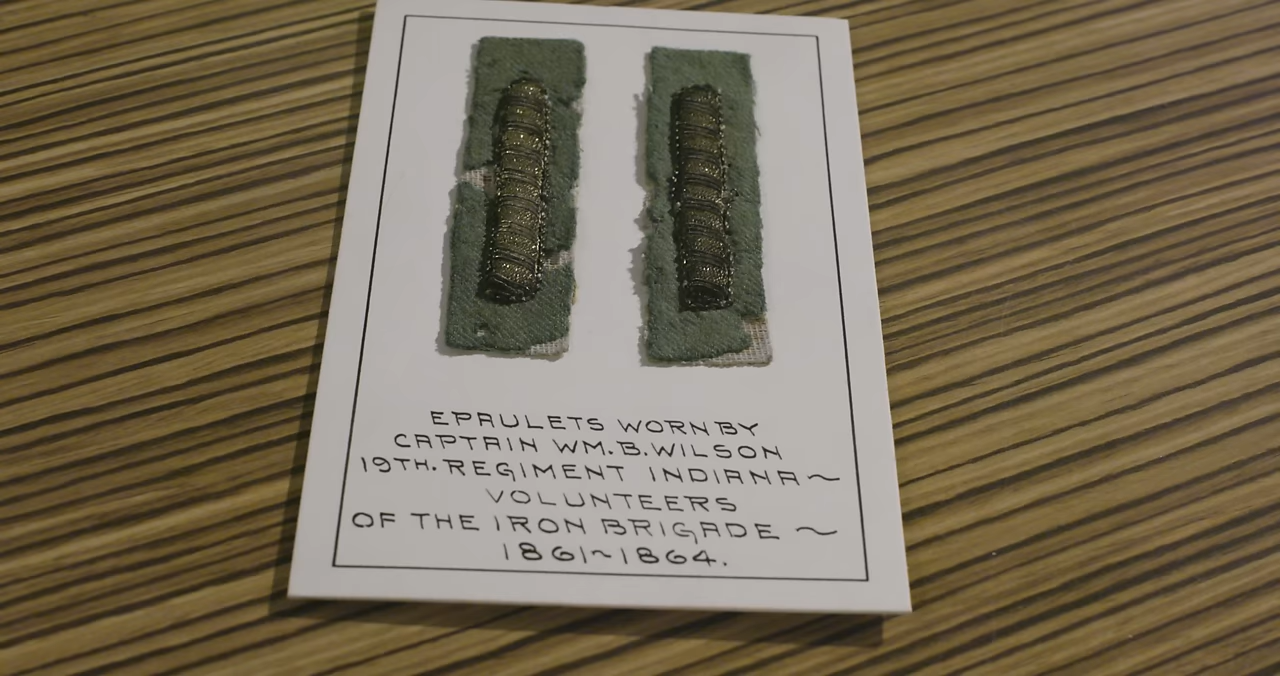 EPAULETS WORN BY
CAPTAIN WM. B. WILSON
19TH. REGIMENT INDIANA~
VOLUNTEERS
OF THE IRON BRIGADE ~
1861~1864.